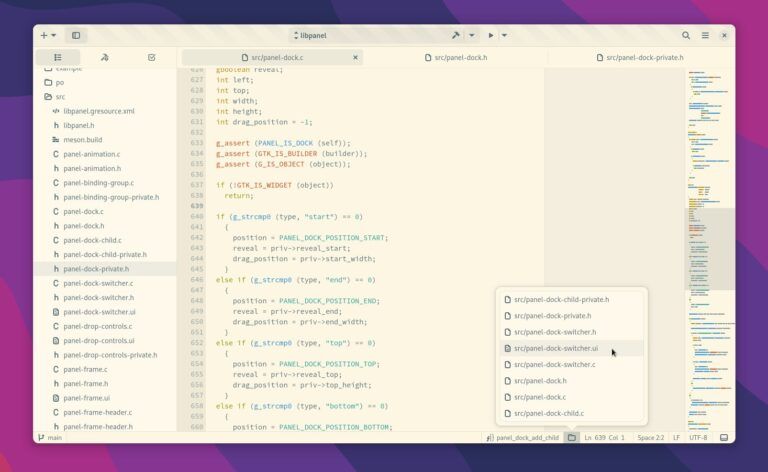 libpanel
src/panel-dock.c
src/panel-dock.h
src/panel-dock-private.h
example
po
src
libpanel.gresource.xml
libpanel.h
meson.build
panel-animation.c
panel-animation.h
panel-binding-group.c
panel-binding-group-private.h
panel-dock.c
panel-dock.h
panel-dock-child.c
panel-dock-child-private.h
panel-dock-private.h
panel-dock-switcher.c
panel-dock-switcher.h
panel-dock-switcher.ui
panel-drop-controls.c
panel-drop-controls.ui
panel-drop-controls-private.h
panel-frame.c
panel-frame.h
panel-frame.ui
panel-frame-header.c
panel-frame-header.h
626 gboolean reveal;
627 int left;
628 int top;
629 int width;
630 int height;
631 int drag_position = -1;
632
633 g_assert (PANEL_IS_DOCK (self));
634 g_assert (GTK_IS_BUILDER (builder));
635 g_assert (G_IS_OBJECT (object));
636
637 if (!GTK_IS_WIDGET (object))
638 return;
639
640 if (g_strcmp0 (type, "start") == 0)
641 {
642 position = PANEL_DOCK_POSITION_START;
643 reveal = priv->reveal_start;
644 drag_position = priv->start_width;
645 }
646 else if (g_strcmp0 (type, "end") == 0)
647 {
648 position = PANEL_DOCK_POSITION_END;
649 reveal = priv->reveal_end;
650 drag_position = priv->end_width;
651 }
652 else if (g_strcmp0 (type, "top") == 0)
653 {
654 position = PANEL_DOCK_POSITION_TOP;
655 reveal = priv->reveal_top;
656 drag_position = priv->top_height;
657 }
658 else if (g_strcmp0 (type, "bottom") == 0)
659 {
660 position = PANEL_DOCK_POSITION_BOTTOM;
src/panel-dock-child-private.h
src/panel-dock-private.h
src/panel-dock-switcher.h
src/panel-dock-switcher.ui
src/panel-dock-switcher.c
src/panel-dock.h
src/panel-dock.c
src/panel-dock-child.c
main
panel_dock_add_child
Ln 639 Col 1
Space 2:2
LF
UTF-8